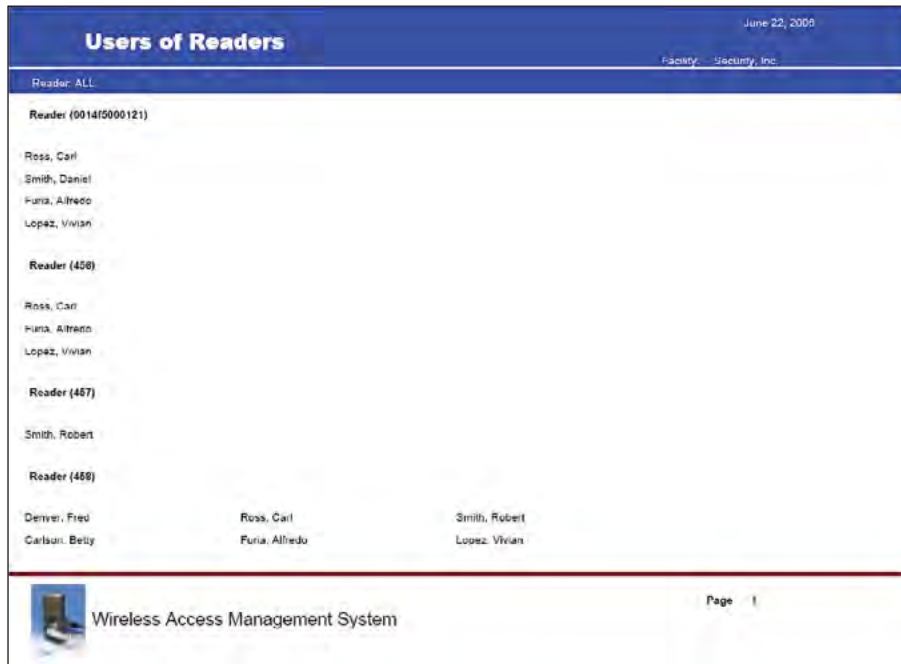 June 22, 2006
Users of Readers
Facility: Security, Inc.
Reader: ALL
Reader (0014f5000121)
Ross, Carl
Smith, Daniel
Furia, Alfredo
Lopez, Vivian
Reader (456)
Ross, Carl
Furia, Alfredo
Lopez, Vivian
Reader (457)
Smith, Robert
Reader (458)
Denver, Fred Ross, Carl Smith, Robert
Carlson, Betty Furia, Alfredo Lopez, Vivian
Page 1
Wireless Access Management System